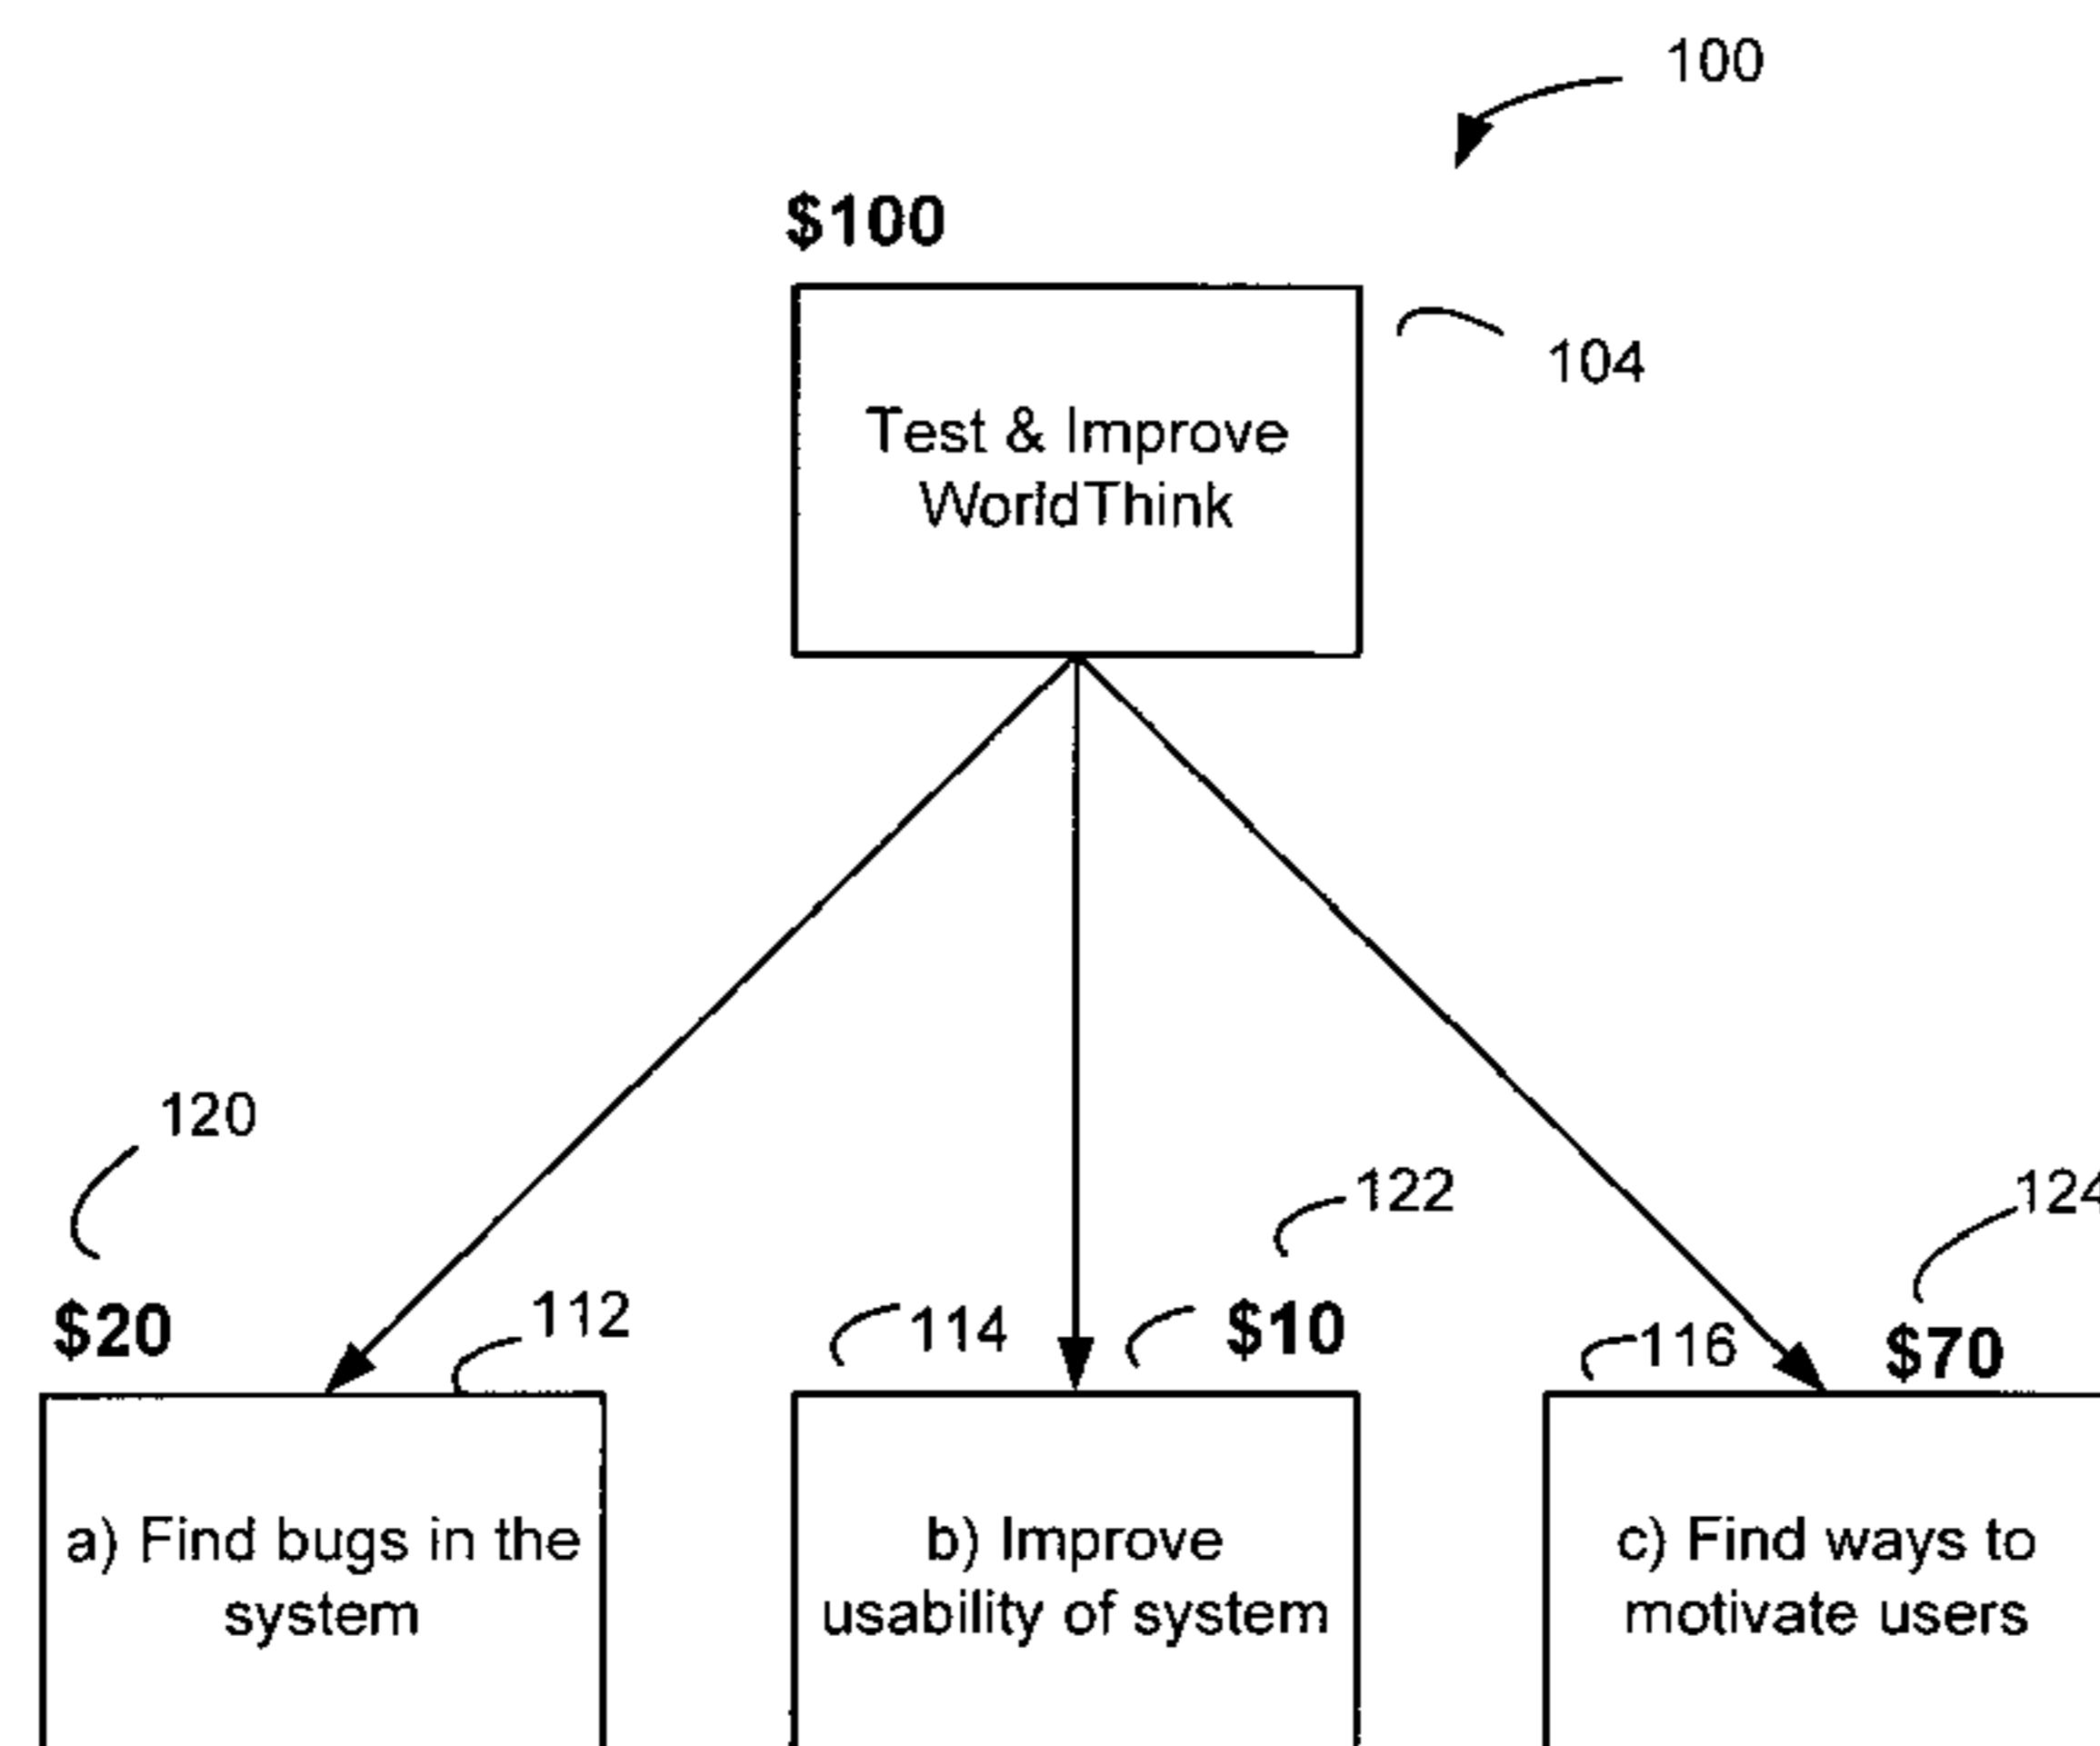 100
$100
104
Test & Improve
WorldThink
120
122
124
$20
112
114
$10
116
$70
a) Find bugs in the
system
b) Improve
usability of system
c) Find ways to
motivate users